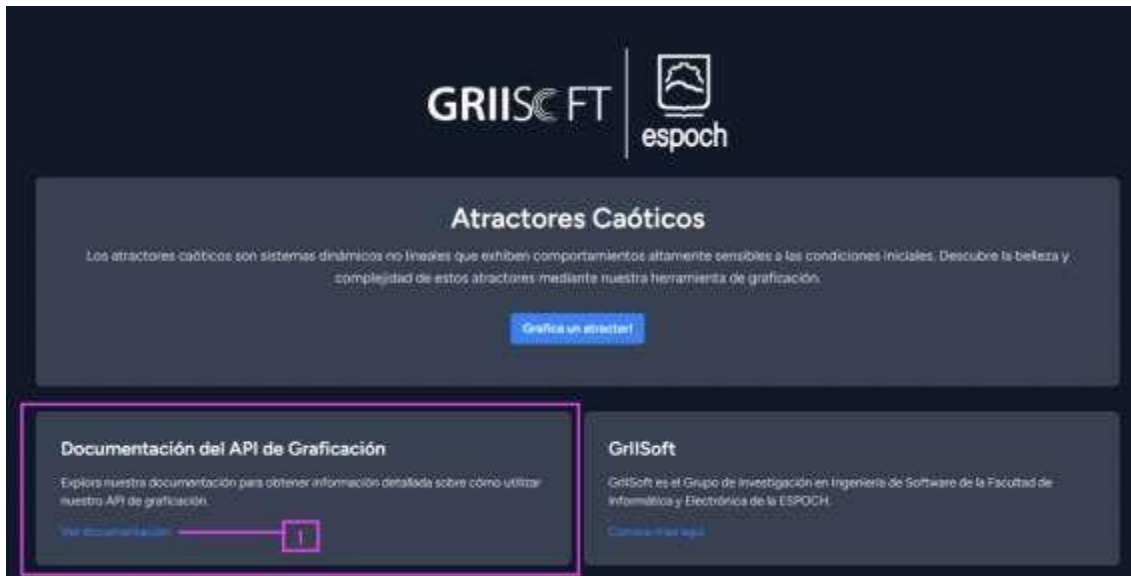 GRIISOFT
espoch
Atractores Caóticos
Los atractores caóticos son sistemas dinámicos no lineales que exhiben comportamientos altamente sensibles a las condiciones iniciales. Descubre la belleza y
complejidad de estos atractores mediante nuestra herramienta de graficación.
Grafica un atractor!
Documentación del API de Graficación
Explora nuestra documentación para obtener información detallada sobre cómo utilizar
nuestro API de graficación.
Ver documentación
1
GriISoft
GriISoft es el Grupo de Investigación en Ingeniería de Software de la Facultad de
Informática y Electrónica de la ESPOCH.
Conoce mas aquí